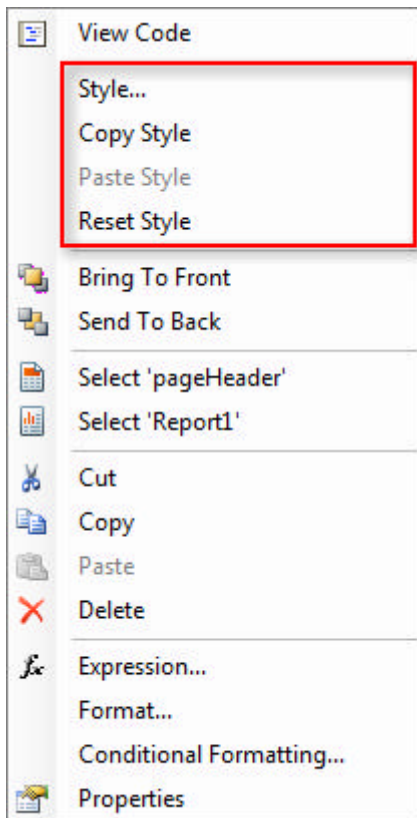 View Code
Style...
Copy Style
Paste Style
Reset Style
Bring To Front
Send To Back
Select 'pageHeader'
Select 'Report1'
Cut
Copy
Paste
Delete
fx Expression...
Format...
Conditional Formatting...
Properties